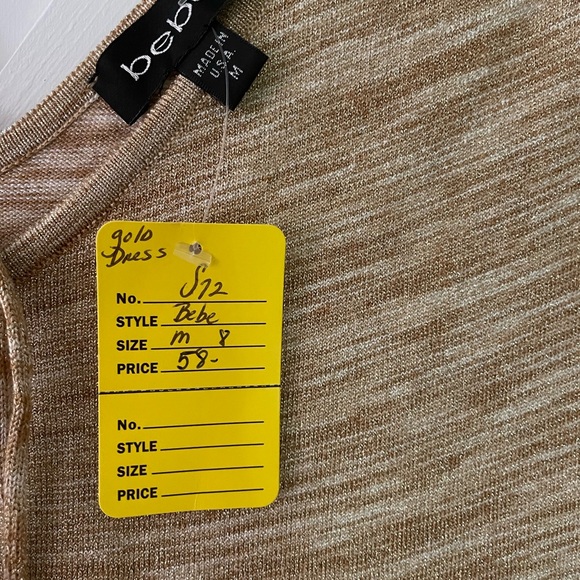 bebe
MADE IN
U.S.A.
M
gold
Dress
No. S72
STYLE Bebe
SIZE m 8
PRICE 58-
No.
STYLE
SIZE
PRICE